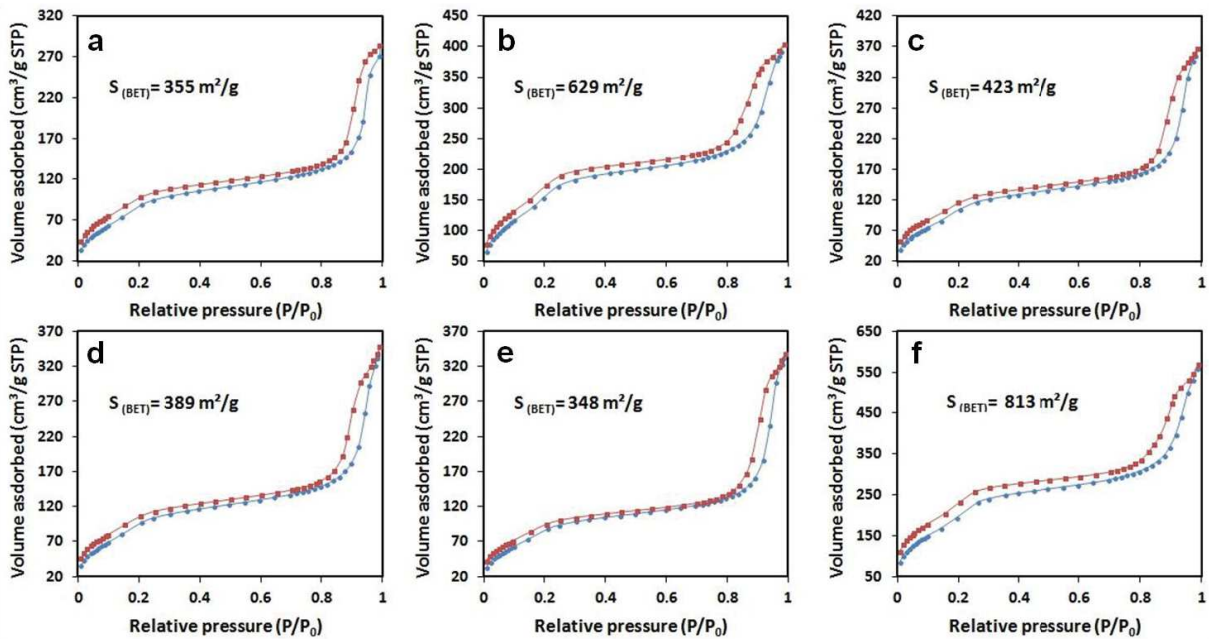 a
S (BET)= 355 m²/g
Volume asdorbed (cm³/g STP)
320
270
220
170
120
70
20
0 0.2 0.4 0.6 0.8 1
Relative pressure (P/P₀)
b
S (BET)= 629 m²/g
Volume asdorbed (cm³/g STP)
450
400
350
300
250
200
150
100
50
0 0.2 0.4 0.6 0.8 1
Relative pressure (P/P₀)
c
S (BET)= 423 m²/g
Volume asdorbed (cm³/g STP)
420
370
320
270
220
170
120
70
20
0 0.2 0.4 0.6 0.8 1
Relative pressure (P/P₀)
d
S (BET)= 389 m²/g
Volume asdorbed (cm³/g STP)
370
320
270
220
170
120
70
20
0 0.2 0.4 0.6 0.8 1
Relative pressure (P/P₀)
e
S (BET)= 348 m²/g
Volume asdorbed (cm³/g STP)
370
320
270
220
170
120
70
20
0 0.2 0.4 0.6 0.8 1
Relative pressure (P/P₀)
f
S (BET)= 813 m²/g
Volume asdorbed (cm³/g STP)
650
550
450
350
250
150
50
0 0.2 0.4 0.6 0.8 1
Relative pressure (P/P₀)